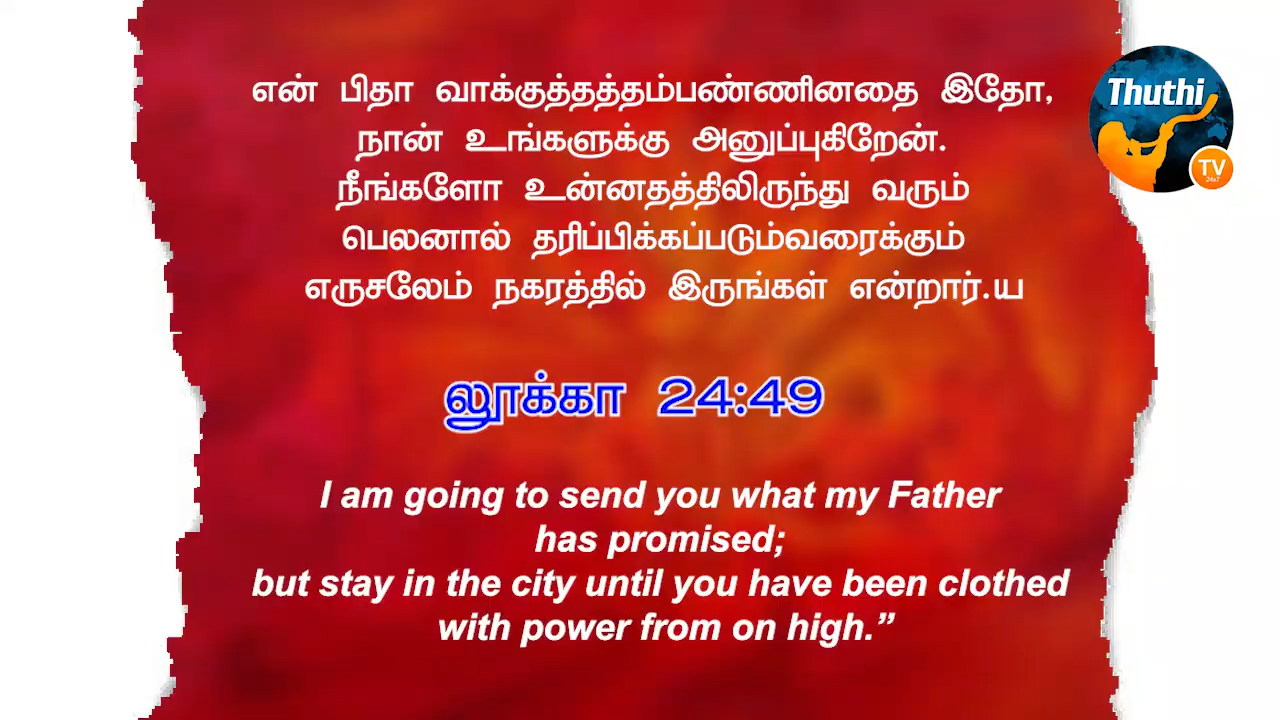 என் பிதா வாக்குத்தத்தம்பண்ணினதை இதோ,
நான் உங்களுக்கு அனுப்புகிறேன்.
நீங்களோ உன்னதத்திலிருந்து வரும்
பெலனால் தரிப்பிக்கப்படும்வரைக்கும்
எருசலேம் நகரத்தில் இருங்கள் என்றார்.ய
லூக்கா 24:49
I am going to send you what my Father
has promised;
but stay in the city until you have been clothed
with power from on high.”
Thuthi
TV
24x7